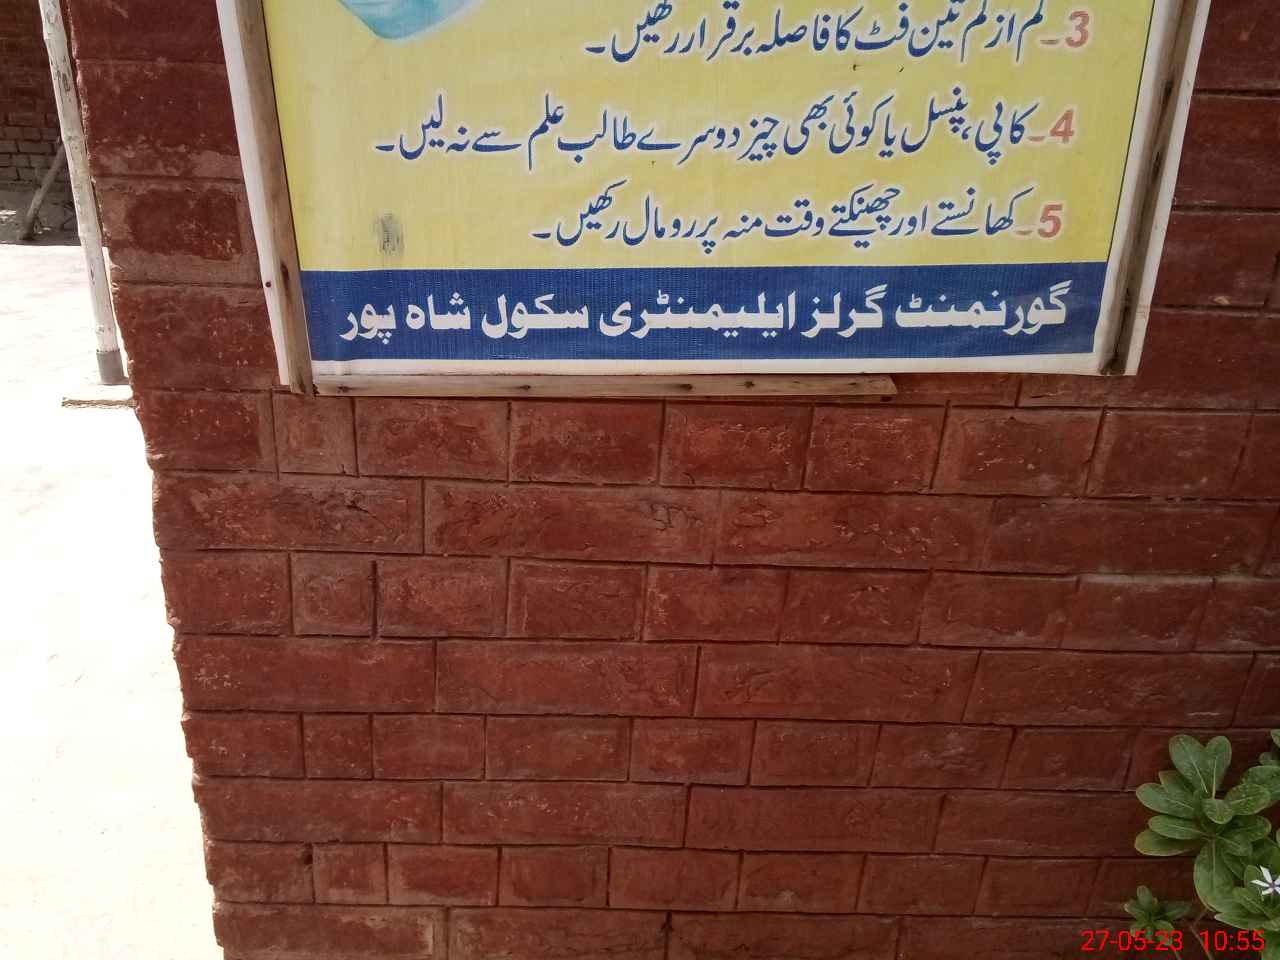 3۔ کم از کم تین فٹ کا فاصلہ برقرار رکھیں۔
4۔ کاپی، پنسل یا کوئی بھی چیز دوسرے طالب علم سے نہ لیں۔
5۔ کھانستے اور چھینکتے وقت منہ پر رومال رکھیں۔
گورنمنٹ گرلز ایلیمنٹری سکول شاہ پور
27-05-23 10:55